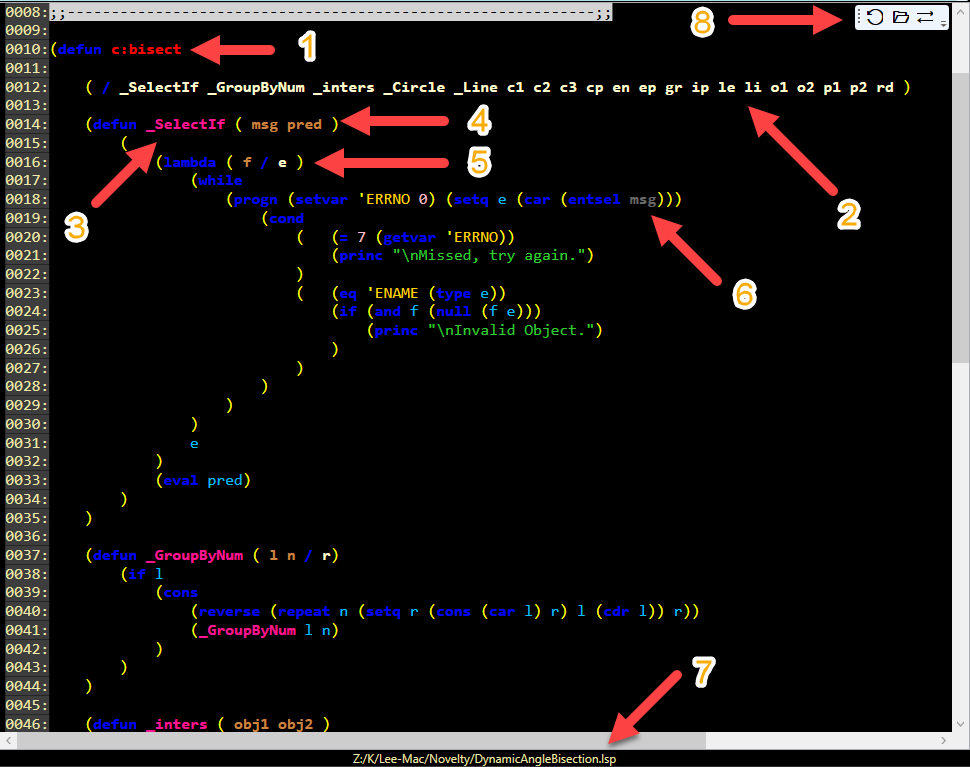 0008: ;;------------------------------------------------------------;; 8
0009:
0010: (defun c:bisect 1
0011:
0012: ( / _SelectIf _GroupByNum _inters _Circle _Line c1 c2 c3 cp en ep gr ip le li o1 o2 p1 p2 rd )
0013:
0014: (defun _SelectIf ( msg pred ) 4
0015: (
0016: (lambda ( f / e ) 5
0017: (while
0018: (progn (setvar 'ERRNO 0) (setq e (car (entsel msg)))
3 2
0019: (cond
0020: ( (= 7 (getvar 'ERRNO))
0021: (princ "\nMissed, try again.")
0022: )
0023: ( (eq 'ENAME (type e)) 6
0024: (if (and f (null (f e)))
0025: (princ "\nInvalid Object.")
0026: )
0027: )
0028: )
0029: )
0030: )
0031: e
0032: )
0033: (eval pred)
0034: )
0035: )
0036:
0037: (defun _GroupByNum ( l n / r)
0038: (if l
0039: (cons
0040: (reverse (repeat n (setq r (cons (car l) r) l (cdr l)) r))
0041: (_GroupByNum l n)
0042: )
0043: )
0044: )
7
0045:
0046: (defun _inters ( obj1 obj2 )
Z:/K/Lee-Mac/Novelty/DynamicAngleBisection.lsp